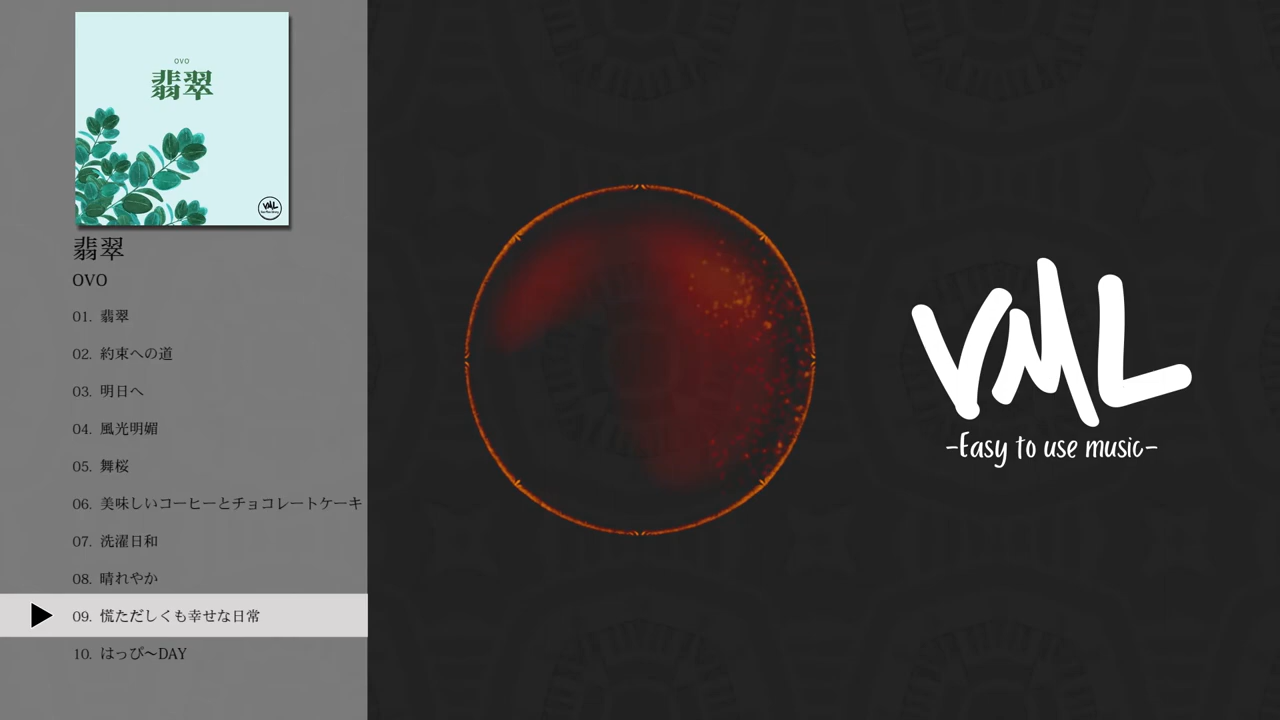 OVO
翡翠
VML
翡翠
OVO
01. 翡翠
02. 約束への道
03. 明日へ
04. 風光明媚
05. 舞桜
06. 美味しいコーヒーとチョコレートケーキ
07. 洗濯日和
08. 晴れやか
09. 慌ただしくも幸せな日常
10. はっぴ〜DAY
VML
-Easy to use music-